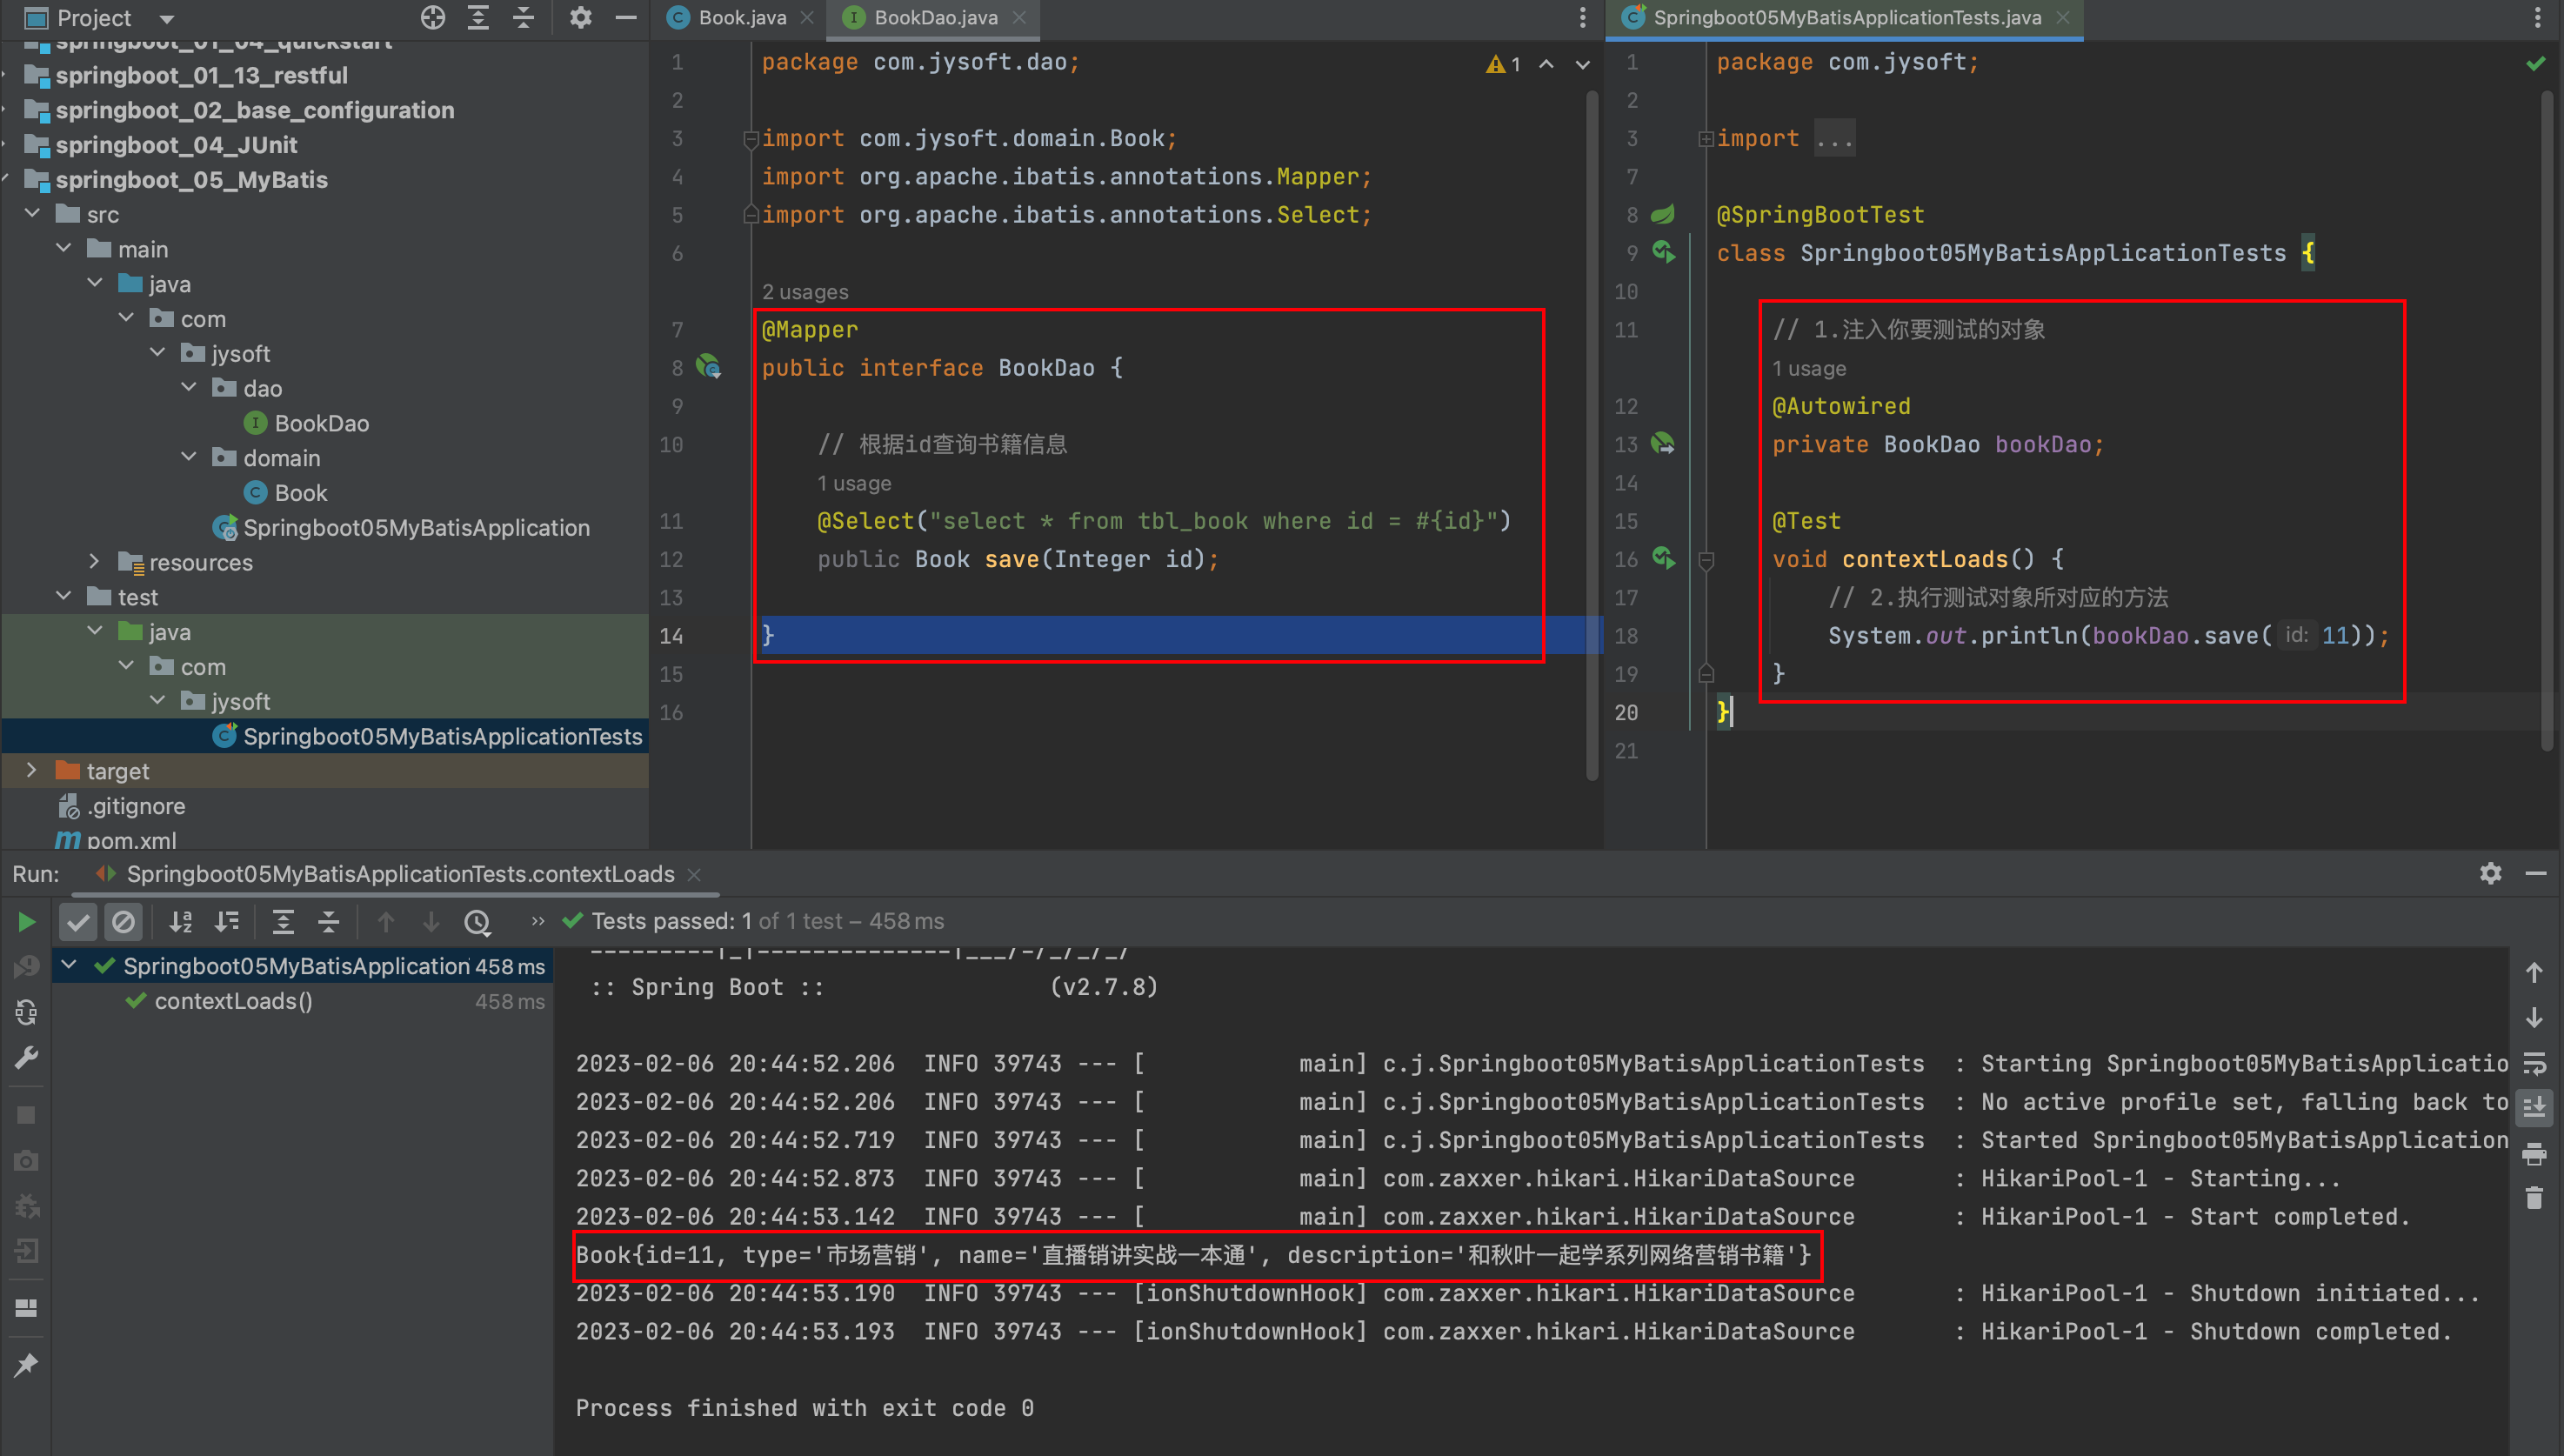 Project
springboot_01_04_quickstart
springboot_01_13_restful
springboot_02_base_configuration
springboot_04_JUnit
springboot_05_MyBatis
src
main
java
com
jysoft
dao
BookDao
domain
Book
Springboot05MyBatisApplication
resources
test
java
com
jysoft
Springboot05MyBatisApplicationTests
target
.gitignore
pom.xml
Book.java
BookDao.java
1 package com.jysoft.dao;
2
3 import com.jysoft.domain.Book;
4 import org.apache.ibatis.annotations.Mapper;
5 import org.apache.ibatis.annotations.Select;
6
2 usages
7 @Mapper
8 public interface BookDao {
9
10 // 根据id查询书籍信息
1 usage
11 @Select("select * from tbl_book where id = #{id}")
12 public Book save(Integer id);
13
14 }
15
16
1
Springboot05MyBatisApplicationTests.java
1 package com.jysoft;
2
3 import ...
7
8 @SpringBootTest
9 class Springboot05MyBatisApplicationTests {
10
11 // 1.注入你要测试的对象
1 usage
12 @Autowired
13 private BookDao bookDao;
14
15 @Test
16 void contextLoads() {
17 // 2.执行测试对象所对应的方法
18 System.out.println(bookDao.save( id: 11));
19 }
20 }
21
Run: Springboot05MyBatisApplicationTests.contextLoads
Tests passed: 1 of 1 test – 458 ms
Springboot05MyBatisApplication 458 ms
contextLoads() 458 ms
:: Spring Boot :: (v2.7.8)
2023-02-06 20:44:52.206 INFO 39743 --- [ main] c.j.Springboot05MyBatisApplicationTests : Starting Springboot05MyBatisApplicatio
2023-02-06 20:44:52.206 INFO 39743 --- [ main] c.j.Springboot05MyBatisApplicationTests : No active profile set, falling back to
2023-02-06 20:44:52.719 INFO 39743 --- [ main] c.j.Springboot05MyBatisApplicationTests : Started Springboot05MyBatisApplication
2023-02-06 20:44:52.873 INFO 39743 --- [ main] com.zaxxer.hikari.HikariDataSource : HikariPool-1 - Starting...
2023-02-06 20:44:53.142 INFO 39743 --- [ main] com.zaxxer.hikari.HikariDataSource : HikariPool-1 - Start completed.
Book{id=11, type='市场营销', name='直播销讲实战一本通', description='和秋叶一起学系列网络营销书籍'}
2023-02-06 20:44:53.190 INFO 39743 --- [ionShutdownHook] com.zaxxer.hikari.HikariDataSource : HikariPool-1 - Shutdown initiated...
2023-02-06 20:44:53.193 INFO 39743 --- [ionShutdownHook] com.zaxxer.hikari.HikariDataSource : HikariPool-1 - Shutdown completed.
Process finished with exit code 0